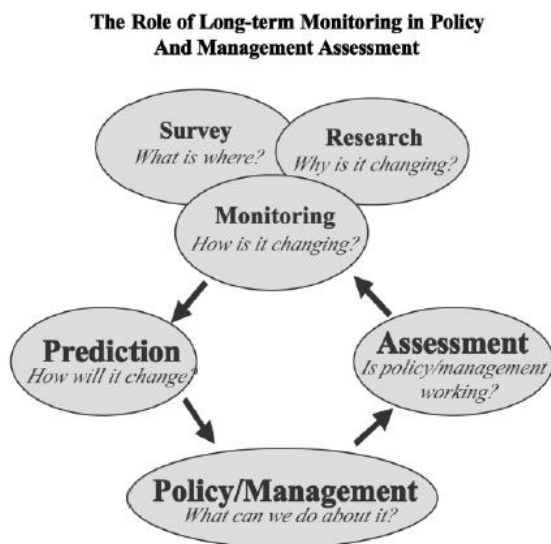 The Role of Long-term Monitoring in Policy
And Management Assessment
Survey
What is where?
Research
Why is it changing?
Monitoring
How is it changing?
Prediction
How will it change?
Assessment
Is policy/management
working?
Policy/Management
What can we do about it?